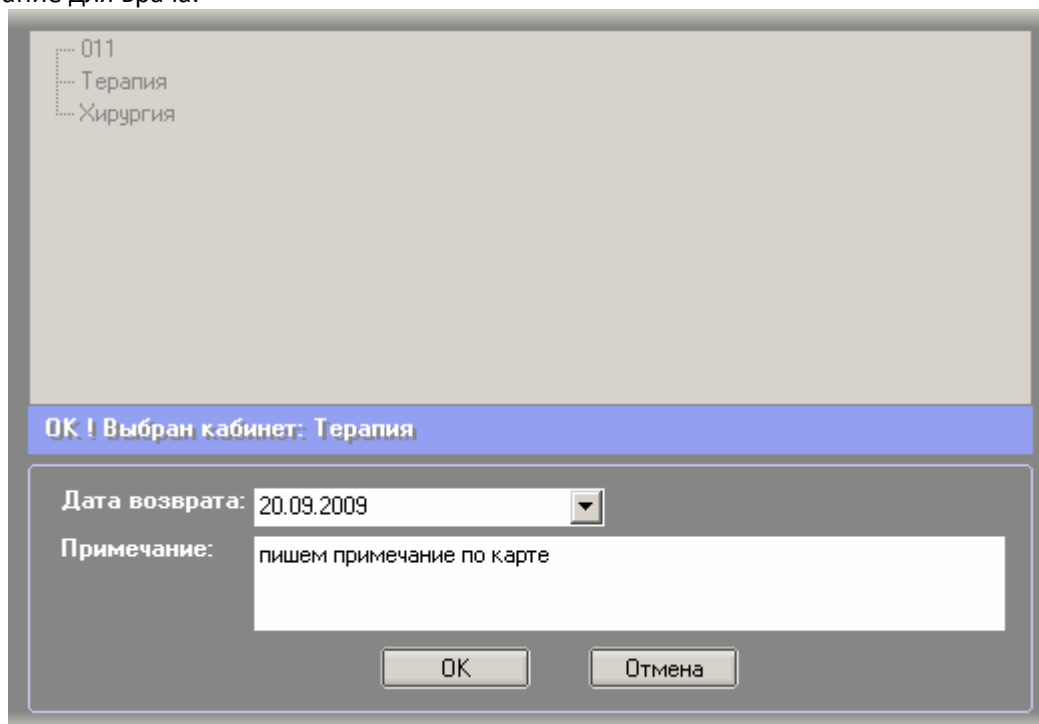 011
Терапия
Хирургия
ОК ! Выбран кабинет: Терапия
Дата возврата: 20.09.2009
Примечание: пишем примечание по карте
ОК
Отмена